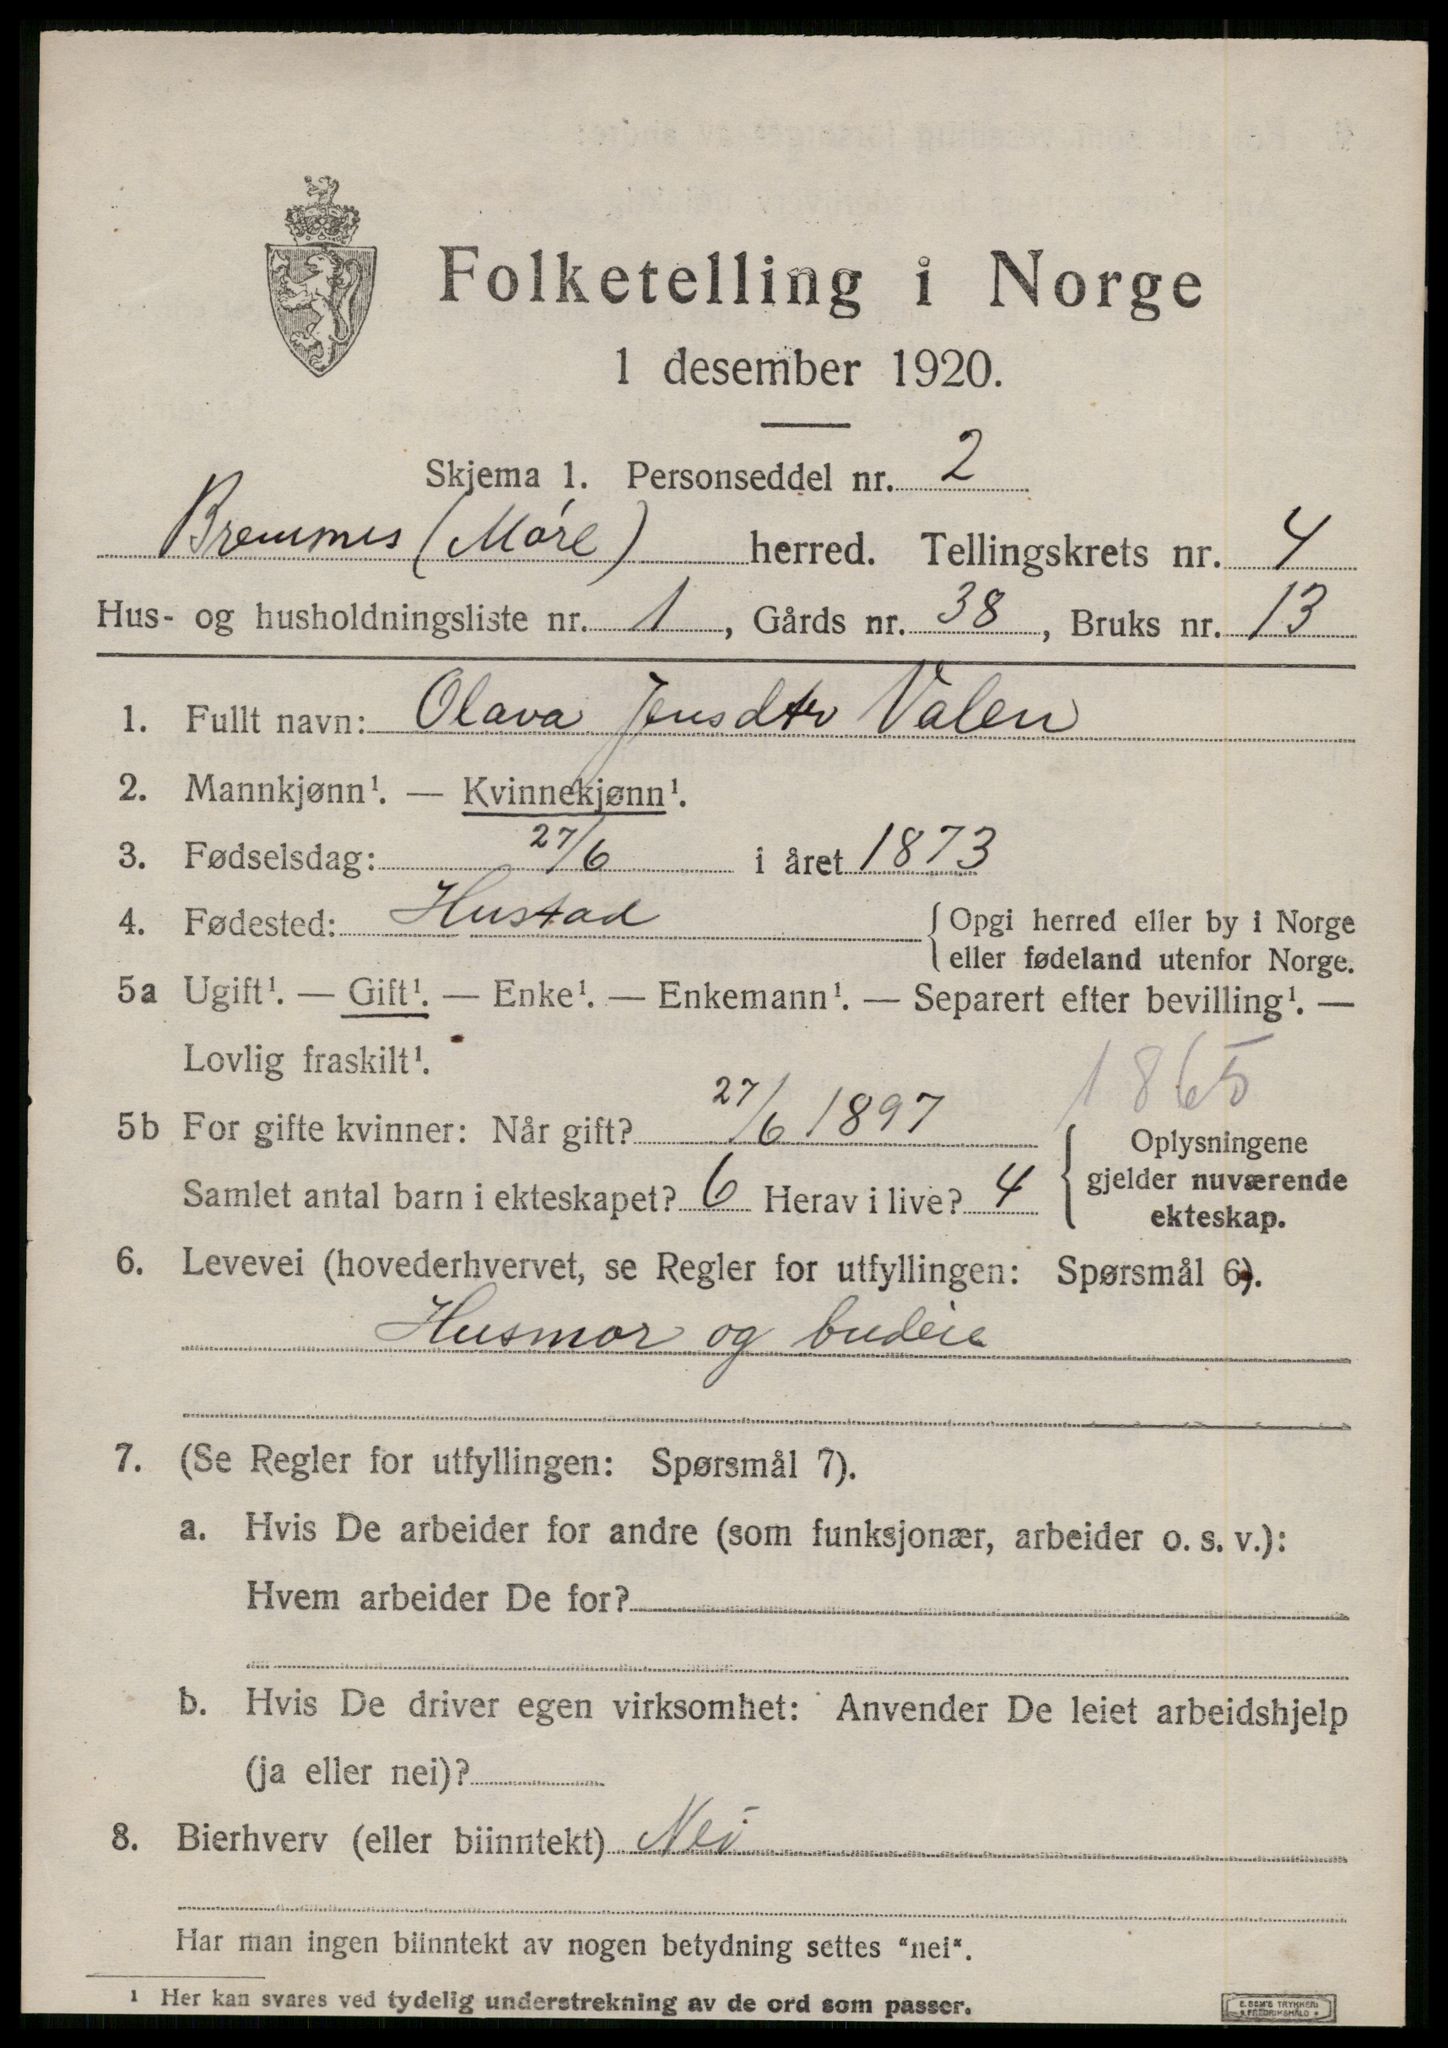 Folketelling i Norge
1 desember 1920.
Skjema 1. Personseddel nr. 2
Bremnes (Møre) herred. Tellingskrets nr. 4
Hus- og husholdningsliste nr. 1, Gårds nr. 38, Bruks nr. 13
1. Fullt navn: Olava Jensdtr Valen
2. Mannkjønn¹. — Kvinnekjønn¹.
3. Fødselsdag: 27/6 i året 1873
4. Fødested: Hustad { Opgi herred eller by i Norge
eller fødeland utenfor Norge.
5a Ugift¹. — Gift¹. — Enke¹. — Enkemann¹. — Separert efter bevilling¹. —
Lovlig fraskilt¹.
1865
5b For gifte kvinner: Når gift? 27/6 1897
Samlet antal barn i ekteskapet? 6 Herav i live? 4
{ Oplysningene
gjelder nuværende
ekteskap.
6. Levevei (hovederhvervet, se Regler for utfyllingen: Spørsmål 6).
Husmor og budeie
7. (Se Regler for utfyllingen: Spørsmål 7).
a. Hvis De arbeider for andre (som funksjonær, arbeider o. s. v.):
Hvem arbeider De for?
b. Hvis De driver egen virksomhet: Anvender De leiet arbeidshjelp
(ja eller nei)?
8. Bierhverv (eller biinntekt) Nei
Har man ingen biinntekt av nogen betydning settes "nei".
¹ Her kan svares ved tydelig understrekning av de ord som passer.
E. SEM'S TRYKKERI
FREDRIKSHALD